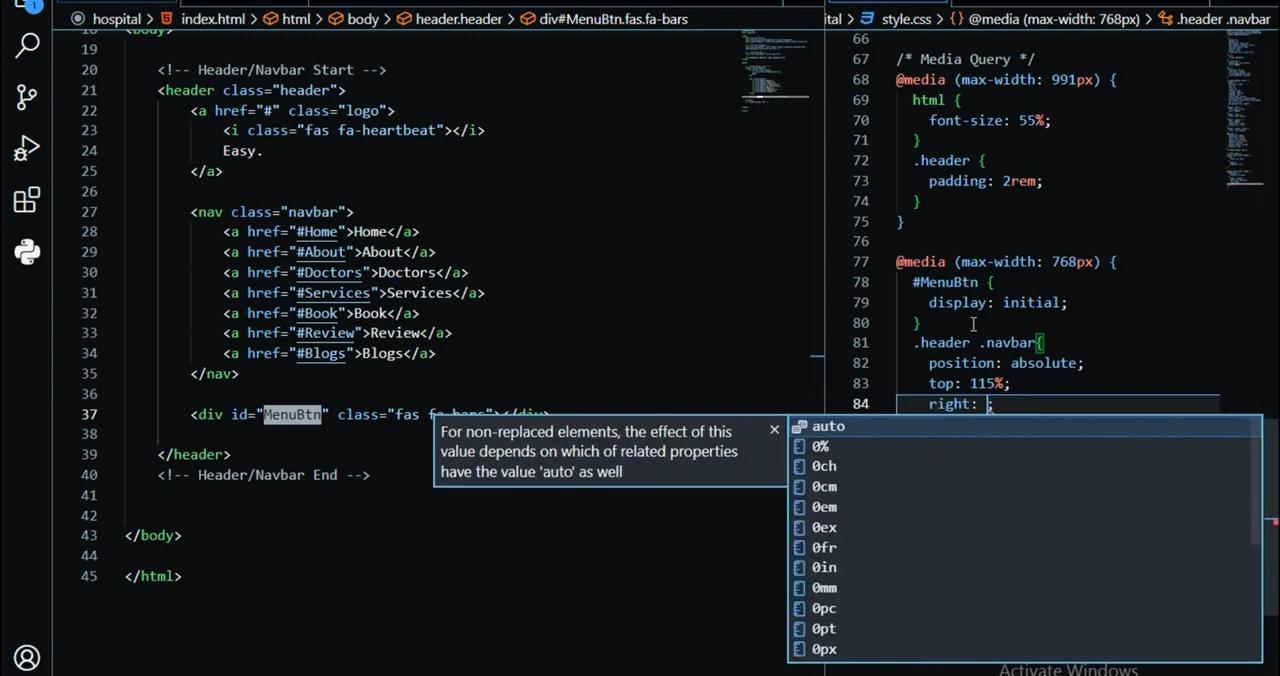 1
hospital > index.html > html > body > header.header > div#MenuBtn.fas.fa-bars
18 <body>
19
20 <!-- Header/Navbar Start -->
21 <header class="header">
22 <a href="#" class="logo">
23 <i class="fas fa-heartbeat"></i>
24 Easy.
25 </a>
26
27 <nav class="navbar">
28 <a href="#Home">Home</a>
29 <a href="#About">About</a>
30 <a href="#Doctors">Doctors</a>
31 <a href="#Services">Services</a>
32 <a href="#Book">Book</a>
33 <a href="#Review">Review</a>
34 <a href="#Blogs">Blogs</a>
35 </nav>
36
37 <div id="MenuBtn" class="fas fa-bars"></div>
38
39 </header>
40 <!-- Header/Navbar End -->
41
42
43 </body>
44
45 </html>
For non-replaced elements, the effect of this
value depends on which of related properties
have the value 'auto' as well
ital > style.css > {} @media (max-width: 768px) > .header .navbar
66
67 /* Media Query */
68 @media (max-width: 991px) {
69 html {
70 font-size: 55%;
71 }
72 .header {
73 padding: 2rem;
74 }
75 }
76
77 @media (max-width: 768px) {
78 #MenuBtn {
79 display: initial;
80 }
81 .header .navbar{
82 position: absolute;
83 top: 115%;
84 right: ;
auto
0%
0ch
0cm
0em
0ex
0fr
0in
0mm
0pc
0pt
0px
Activate Windows